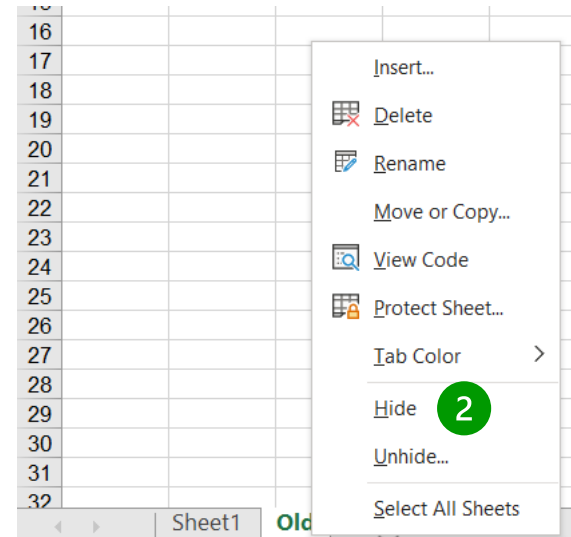 16
17
Insert...
18
19
Delete
20
Rename
21
22
Move or Copy...
23
24
View Code
25
Protect Sheet...
26
27
Tab Color
28
29
Hide 2
30
Unhide...
31
32
Select All Sheets
Sheet1 Old